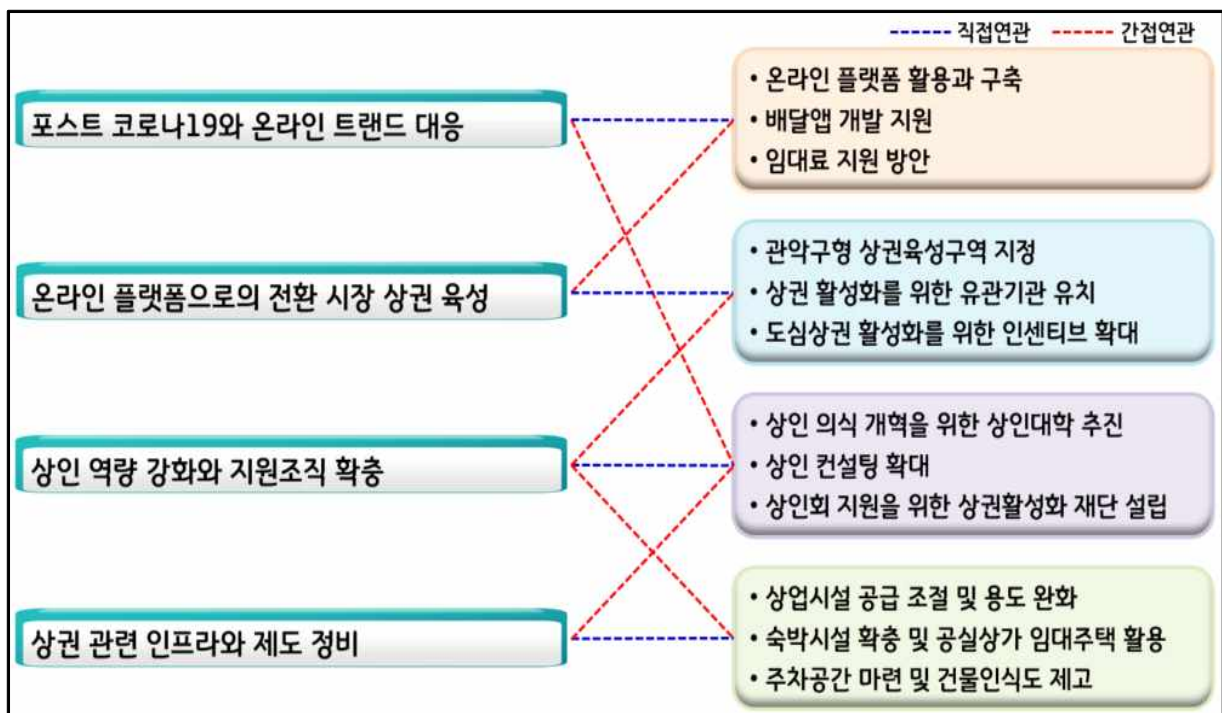 직접연관 간접연관
포스트 코로나19와 온라인 트랜드 대응
• 온라인 플랫폼 활용과 구축
• 배달앱 개발 지원
• 임대료 지원 방안
온라인 플랫폼으로의 전환 시장 상권 육성
• 관악구형 상권육성구역 지정
• 상권 활성화를 위한 유관기관 유치
• 도심상권 활성화를 위한 인센티브 확대
상인 역량 강화와 지원조직 확충
• 상인 의식 개혁을 위한 상인대학 추진
• 상인 컨설팅 확대
• 상인회 지원을 위한 상권활성화 재단 설립
상권 관련 인프라와 제도 정비
• 상업시설 공급 조절 및 용도 완화
• 숙박시설 확충 및 공실상가 임대주택 활용
• 주차공간 마련 및 건물인식도 제고